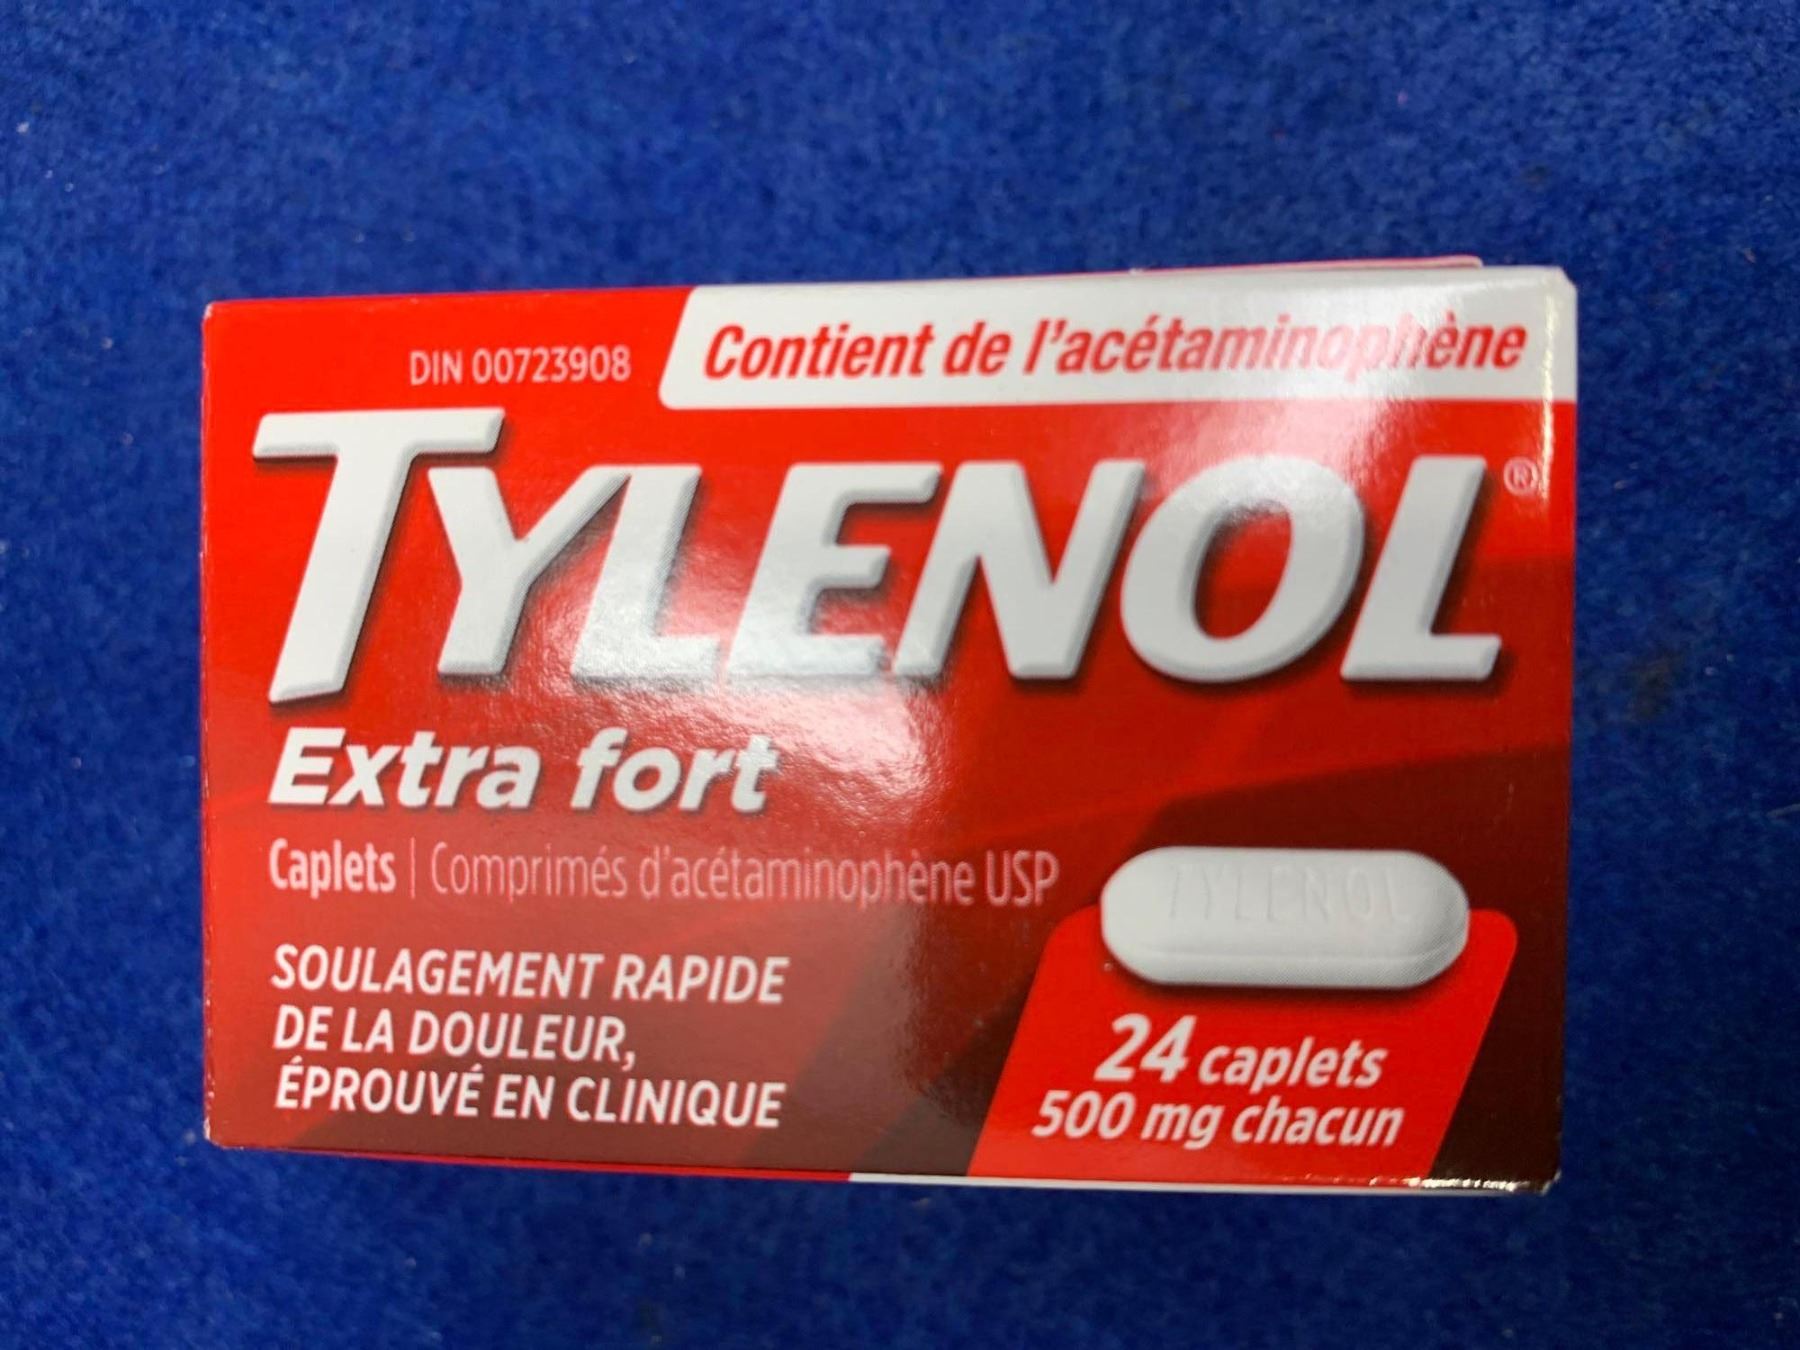 DIN 00723908
Contient de l'acétaminophène
TYLENOL®
Extra fort
Caplets | Comprimés d'acétaminophène USP
SOULAGEMENT RAPIDE
DE LA DOULEUR,
ÉPROUVÉ EN CLINIQUE
TYLENOL
24 caplets
500 mg chacun